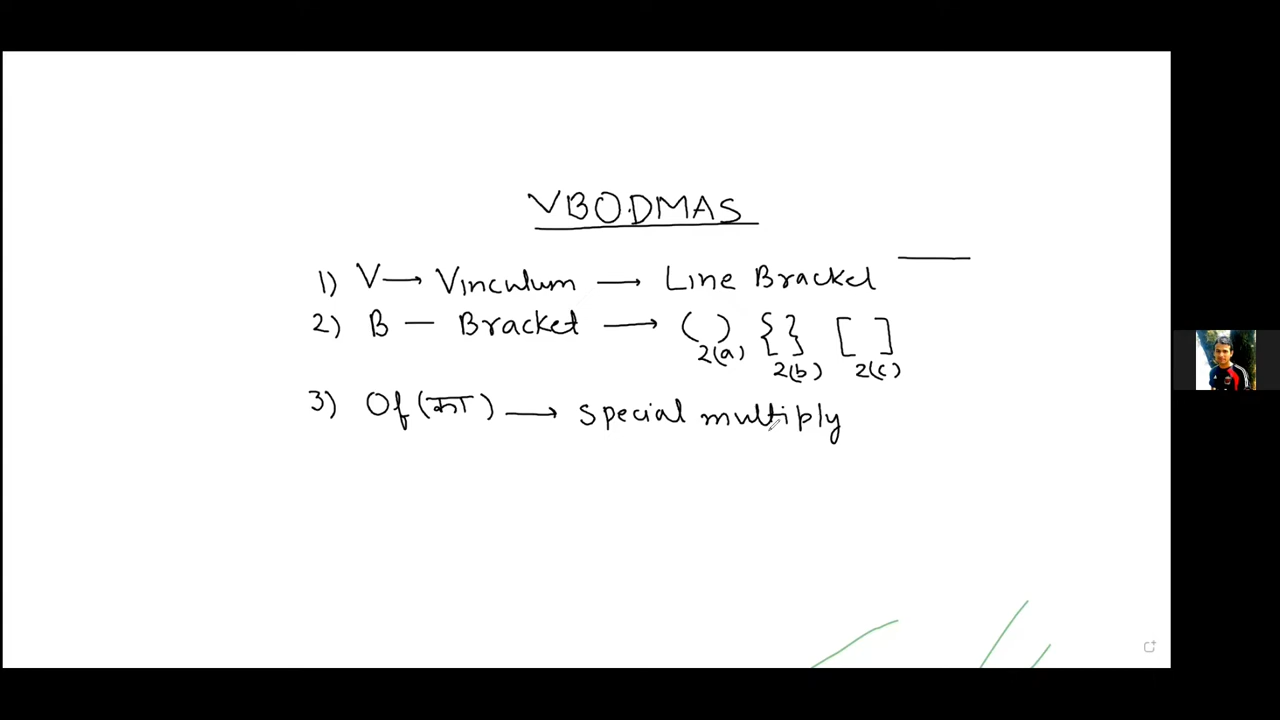 VBODMAS
1) V → Vinculum → Line Bracket ‾‾‾
2) B — Bracket → ( ) { } [ ]
2(a) 2(b) 2(c)
3) Of (का) → special multiply